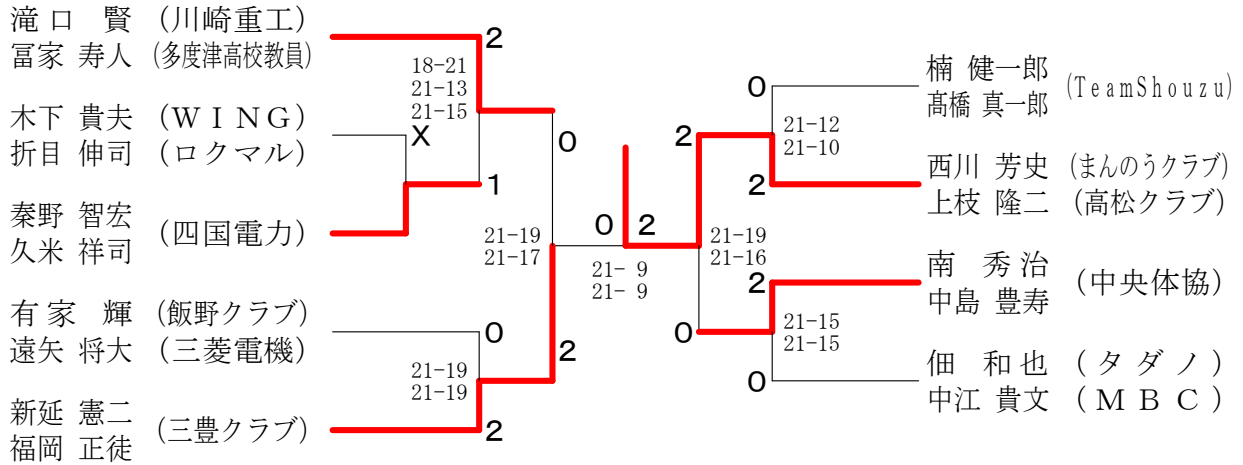 滝口 賢 (川崎重工)
冨家 寿人 (多度津高校教員)
2
18-21
21-13
21-15
木下 貴夫 (WING)
折目 伸司 (ロクマル)
X
1
秦野 智宏
久米 祥司
(四国電力)
0
21-19
21-17
有家 輝 (飯野クラブ)
遠矢 将大 (三菱電機)
0
21-19
21-19
2
新延 憲二
福岡 正徒
(三豊クラブ)
2
0 2
21- 9
21- 9
楠 健一郎
髙橋 真一郎
(TeamShouzu)
0
21-12
21-10
2
西川 芳史 (まんのうクラブ)
上枝 隆二 (高松クラブ)
2
21-19
21-16
南 秀治
中島 豊寿
(中央体協)
2
21-15
21-15
0
佃 和也 (タダノ)
中江 貴文 (MBC)
0